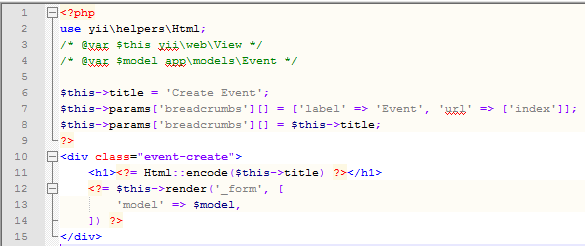 1 <?php
2 use yii\helpers\Html;
3 /* @var $this yii\web\View */
4 /* @var $model app\models\Event */
5
6 $this->title = 'Create Event';
7 $this->params['breadcrumbs'][] = ['label' => 'Event', 'url' => ['index']];
8 $this->params['breadcrumbs'][] = $this->title;
9 ?>
10 <div class="event-create">
11 <h1><?= Html::encode($this->title) ?></h1>
12 <?= $this->render('_form', [
13 'model' => $model,
14 ]) ?>
15 </div>